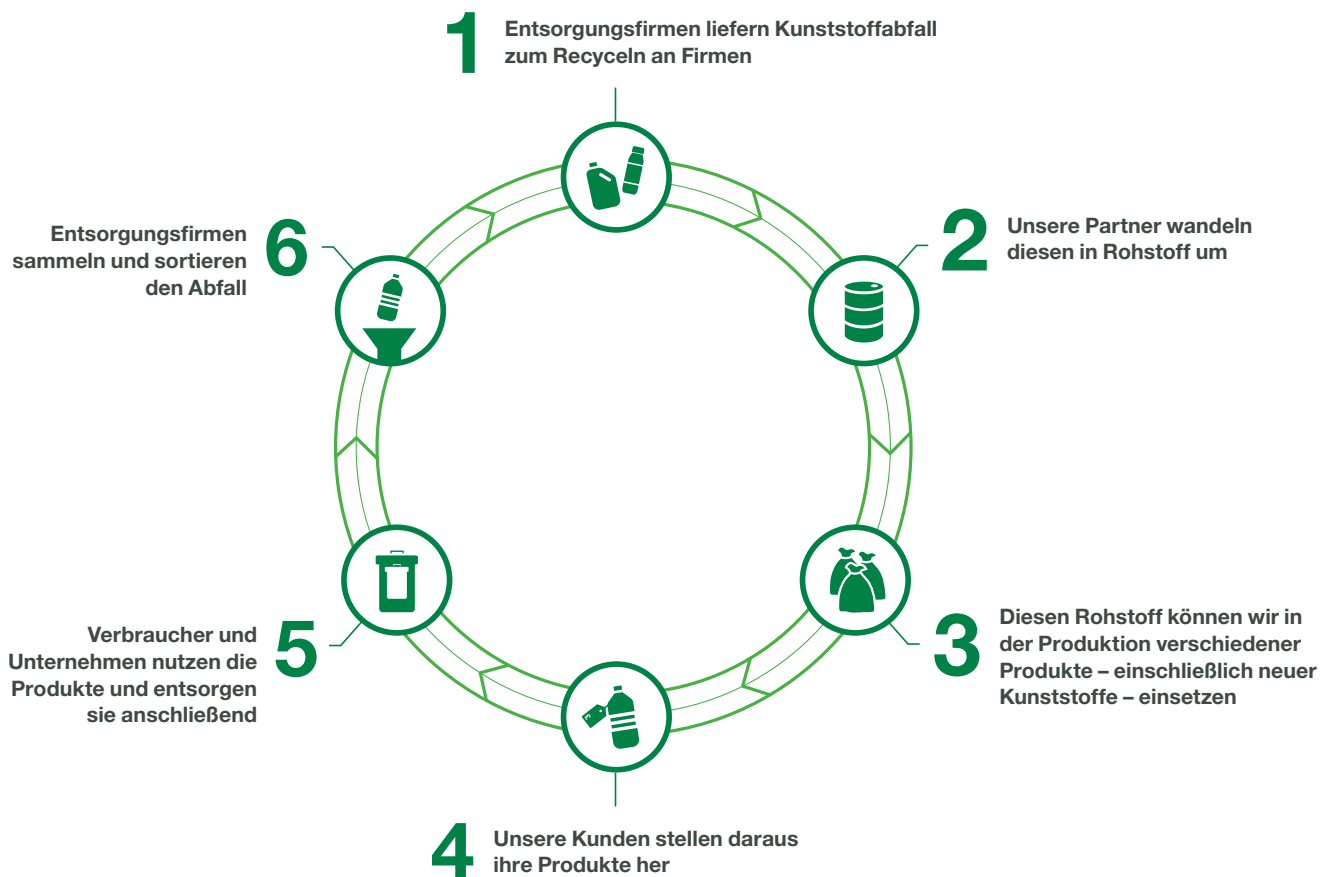 1
Entsorgungsfirmen liefern Kunststoffabfall
zum Recyceln an Firmen
2
Unsere Partner wandeln
diesen in Rohstoff um
3
Diesen Rohstoff können wir in
der Produktion verschiedener
Produkte – einschließlich neuer
Kunststoffe – einsetzen
4
Unsere Kunden stellen daraus
ihre Produkte her
5
Verbraucher und
Unternehmen nutzen die
Produkte und entsorgen
sie anschließend
6
Entsorgungsfirmen
sammeln und sortieren
den Abfall